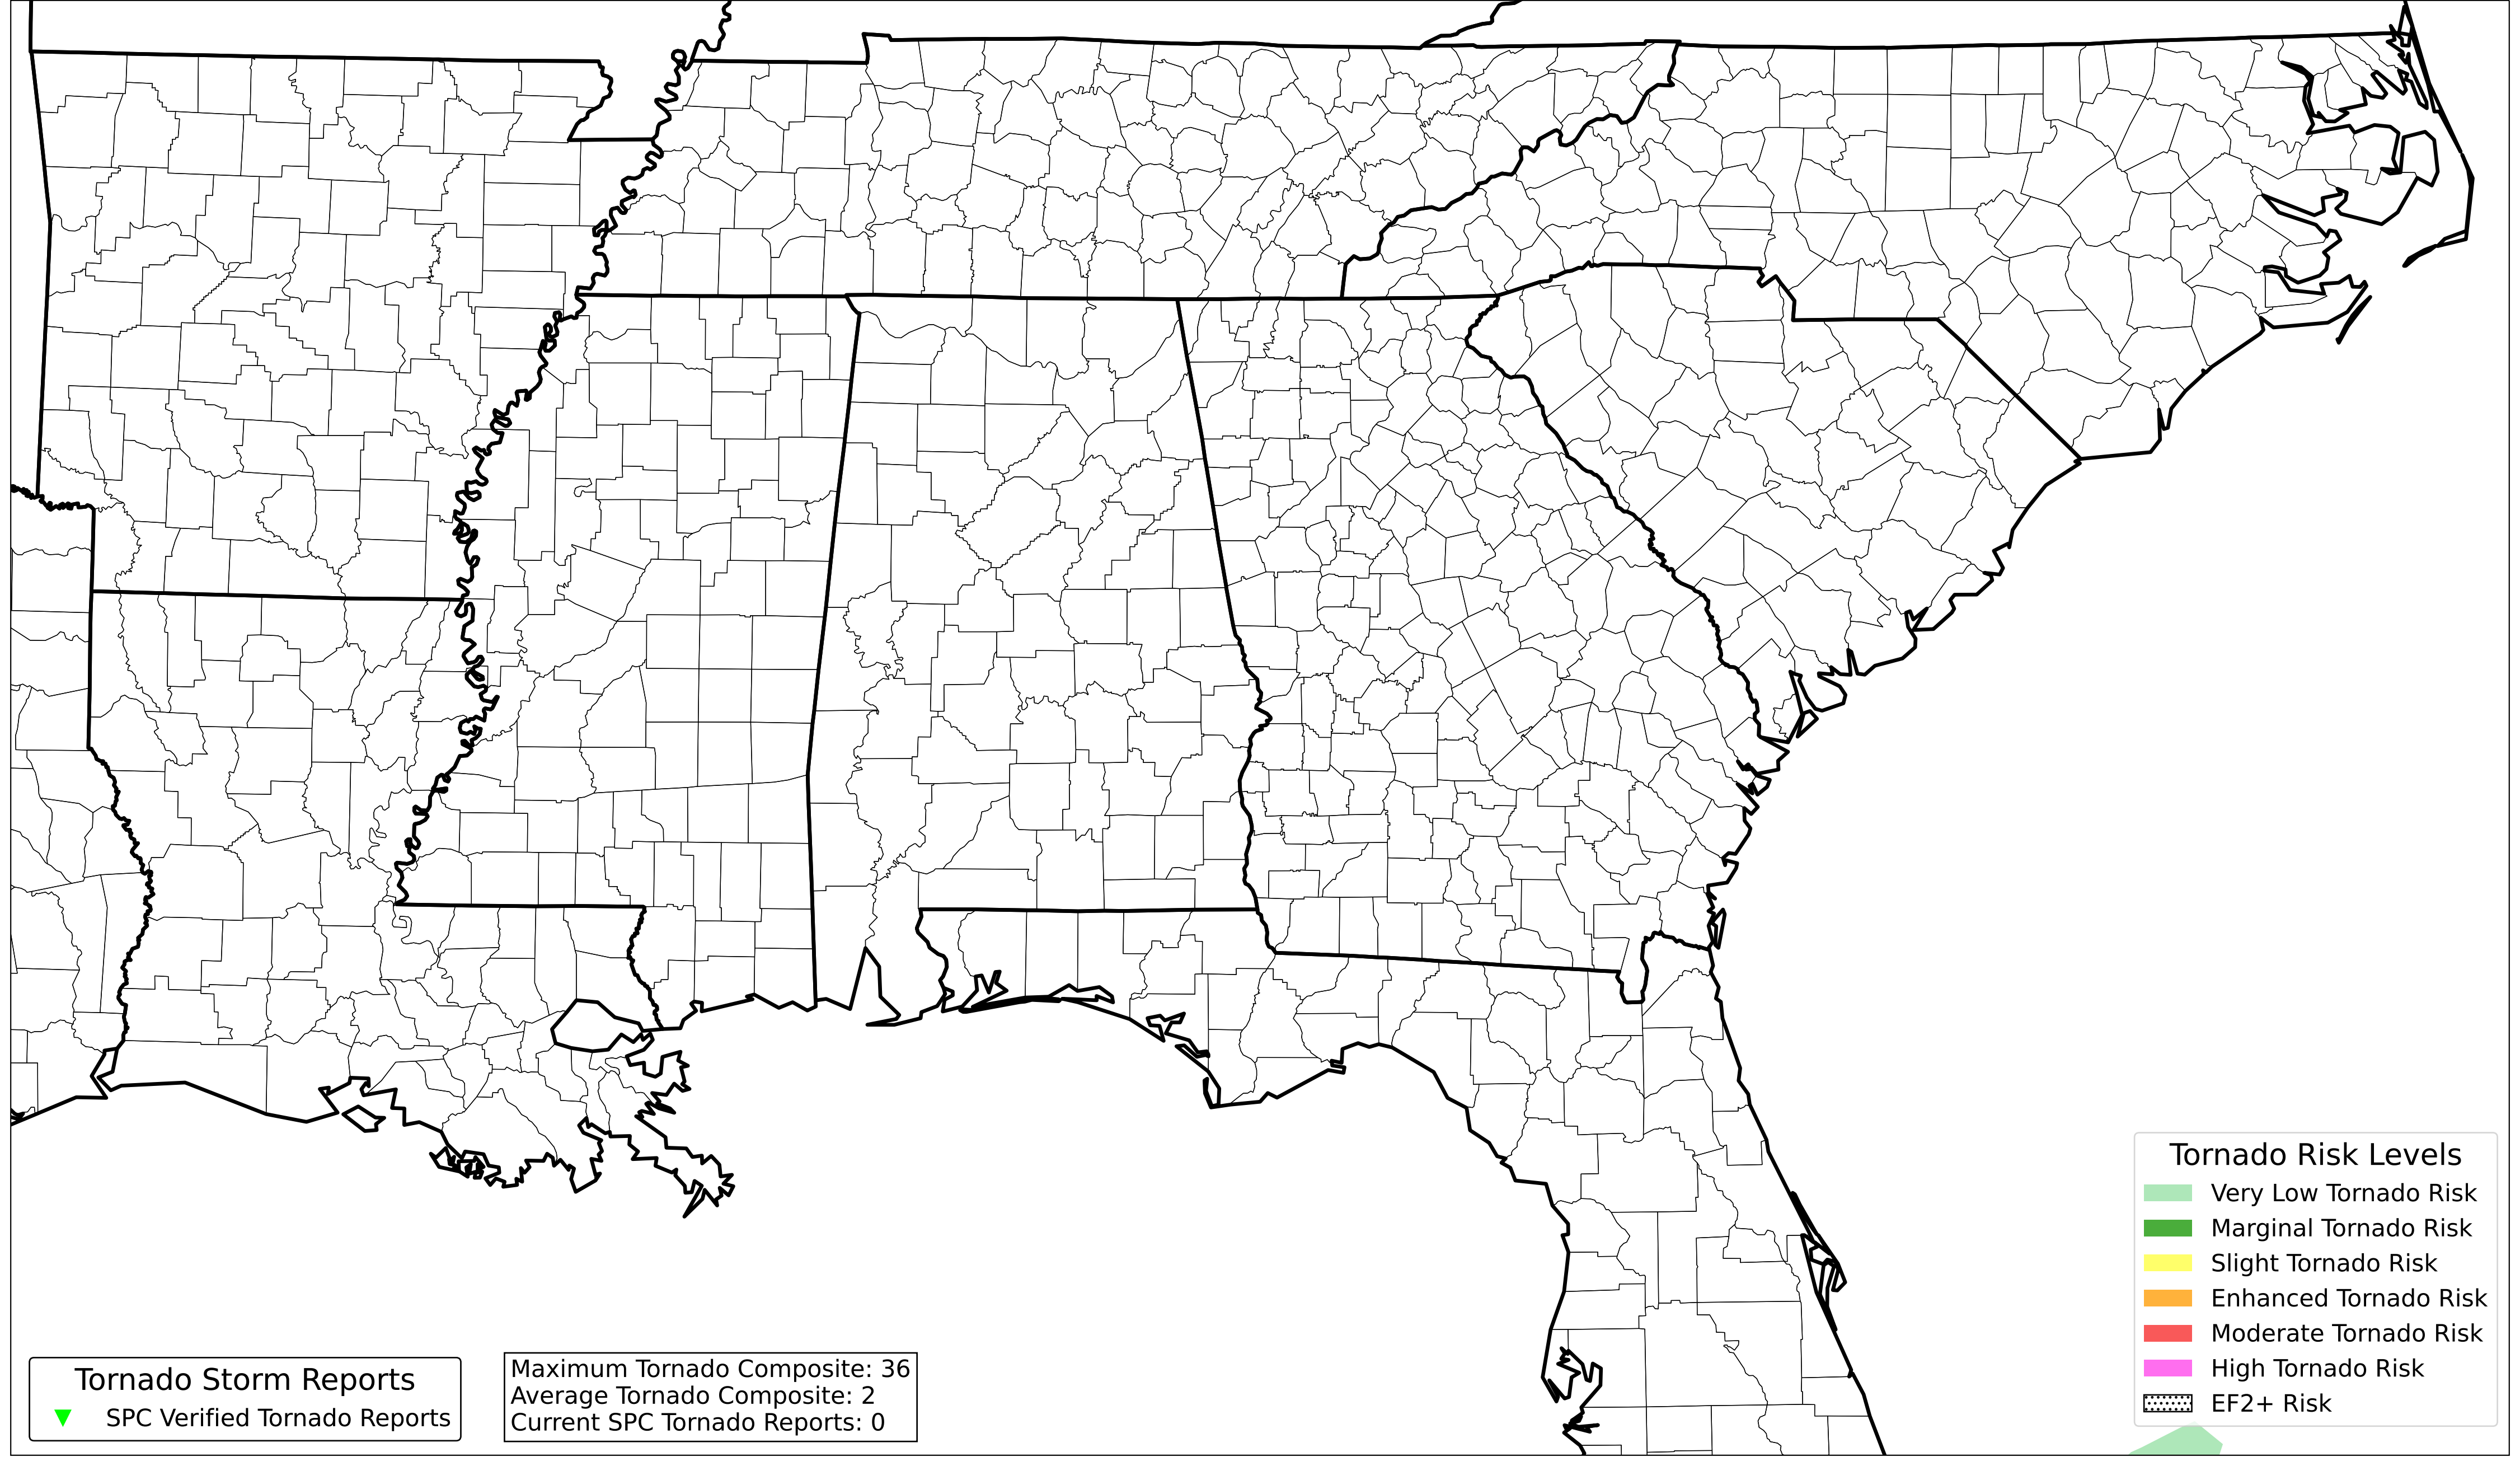 Tornado Risk Levels
Very Low Tornado Risk
Marginal Tornado Risk
Slight Tornado Risk
Enhanced Tornado Risk
Moderate Tornado Risk
High Tornado Risk
EF2+ Risk
Tornado Storm Reports
SPC Verified Tornado Reports
Maximum Tornado Composite: 36
Average Tornado Composite: 2
Current SPC Tornado Reports: 0